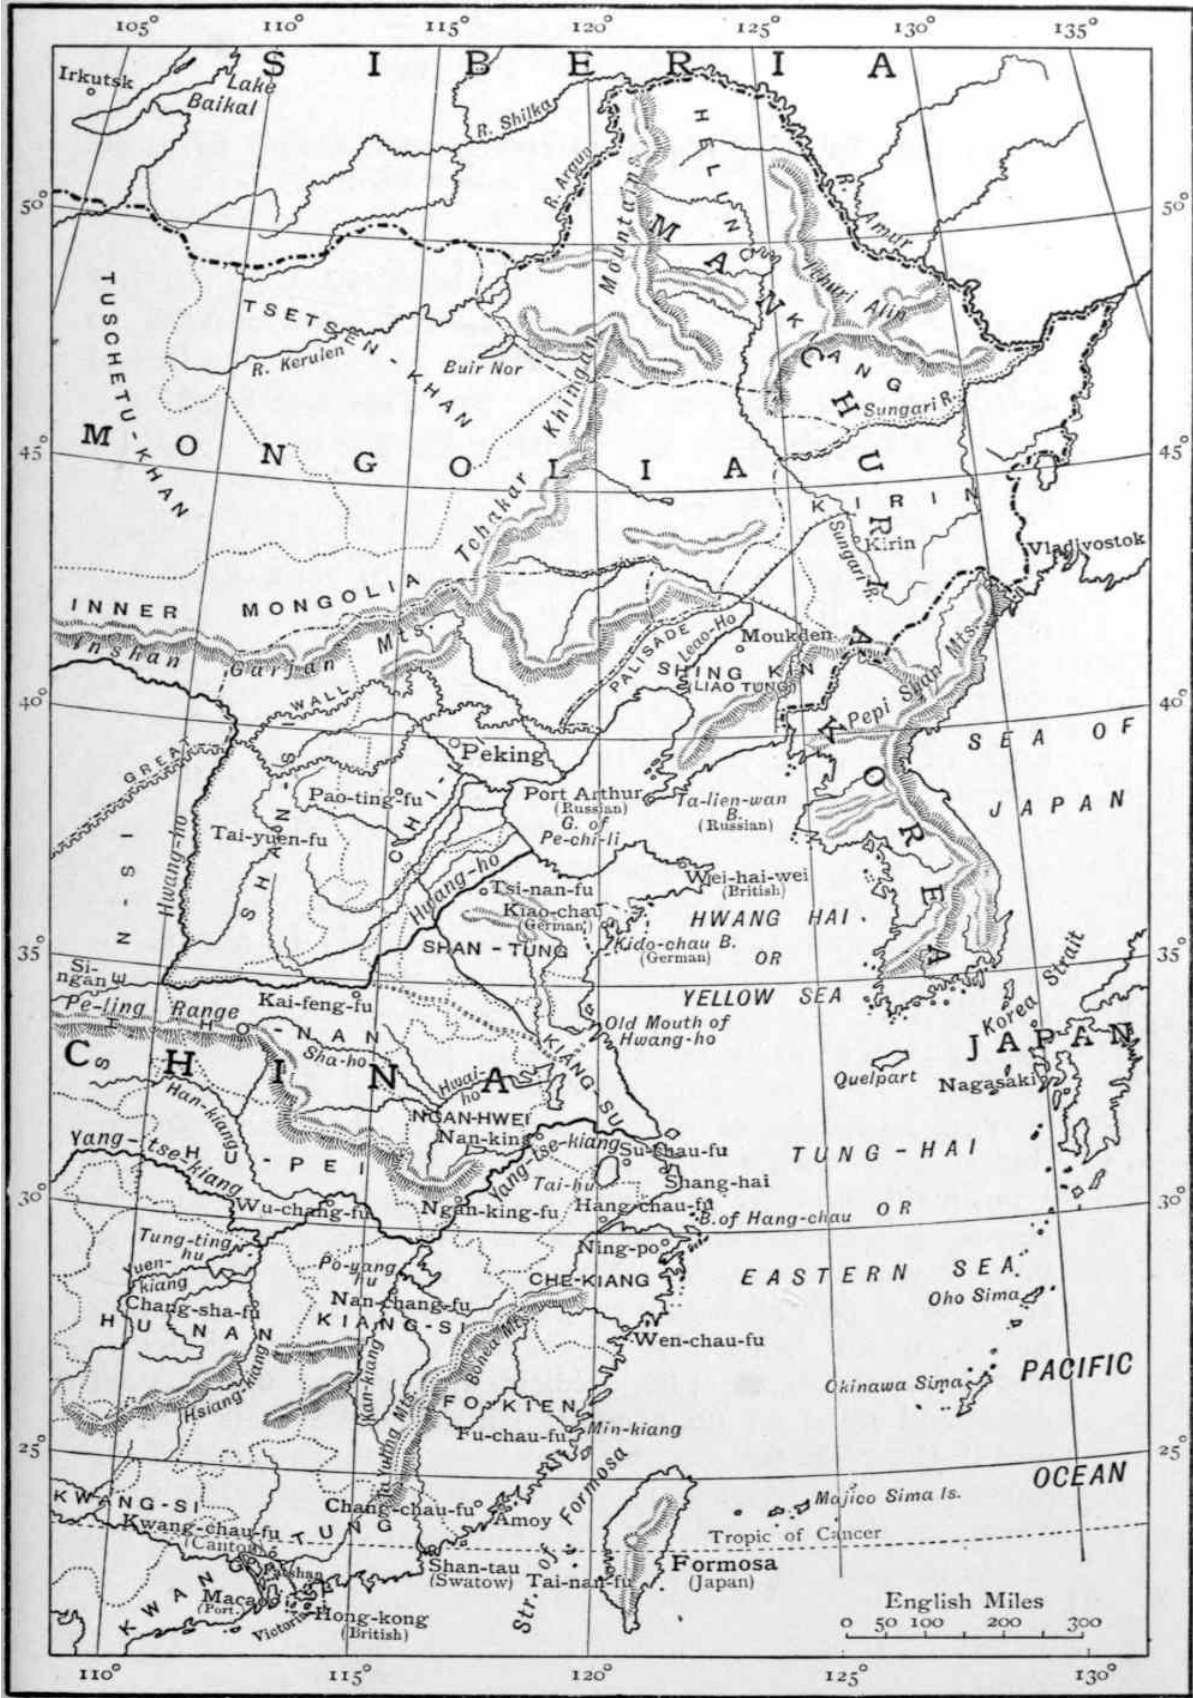 105° 110° 115° 120° 125° 130° 135°
SIBERIA
Irkutsk
Lake
Baikal
R. Shilka
R. Argun
HELUNG
KIANG
R. Amur
50°
50°
MANCHURIA
Mountains
Khingan
Tchakar
Ilhuri Alin
TUSCHETU-KHAN
TSETSEN-KHAN
R. Kerulen
Buir Nor
Sungari R.
45°
45°
MONGOLIA
KIRIN
Kirin
Sungari R.
Vladivostok
INNER MONGOLIA
Inshan
Garjan Mts.
PALISADE
Leao-Ho
Moukden
SHING KING
(LIAO TUNG)
Pepi Shan Mts.
40°
40°
GREAT WALL
Peking
SEA OF
JAPAN
KOREA
Pao-ting-fu
CHI-LI
Port Arthur
(Russian)
G. of
Pe-chi-li
Ta-lien-wan
B.
(Russian)
Tai-yuen-fu
SHAN-SI
Hwang-ho
Hwang-ho
Tsi-nan-fu
Wei-hai-wei
(British)
Kiao-chau
(German)
Kido-chau B.
(German)
SHAN-TUNG
HWANG HAI
OR
YELLOW SEA
35°
35°
Si-
ngan
SHEN-SI
Pe-ling Range
Kai-feng-fu
HO-NAN
Old Mouth of
Hwang-ho
Korea Strait
JAPAN
CHINA
Sha-ho
Hwai-
ho
KIANG-SU
Quelpart
Nagasaki
Han-kiang
NGAN-HWEI
Nan-king
Yang-tse-kiang
Su-chau-fu
TUNG-HAI
OR
EASTERN SEA
Yang-tse-kiang
HU-PEI
Tai-hu
Shang-hai
30°
30°
Wu-chang-fu
Ngan-king-fu
Hang-chau-fu
B. of Hang-chau
Tung-ting
hu
Yuen-
kiang
Po-yang
hu
Ning-po
CHE-KIANG
Oho Sima
Chang-sha-fu
Nan-chang-fu
HUNAN
KIANG-SI
Wen-chau-fu
Bohea Mts.
Hsiang-kiang
Kan-kiang
Ta Yuling Mts.
FO-KIEN
Okinawa Sima
PACIFIC
OCEAN
Fu-chau-fu
Min-kiang
25°
25°
KWANG-SI
Chang-chau-fu
Amoy
Str. of Formosa
Majico Sima Is.
Kwang-chau-fu
(Canton)
KWANG TUNG
Tropic of Cancer
Fatshan
Shan-tau
(Swatow)
Tai-nan-fu
Formosa
(Japan)
Macao
(Port.)
Victoria
Hong-kong
(British)
English Miles
0 50 100 200 300
110° 115° 120° 125° 130°